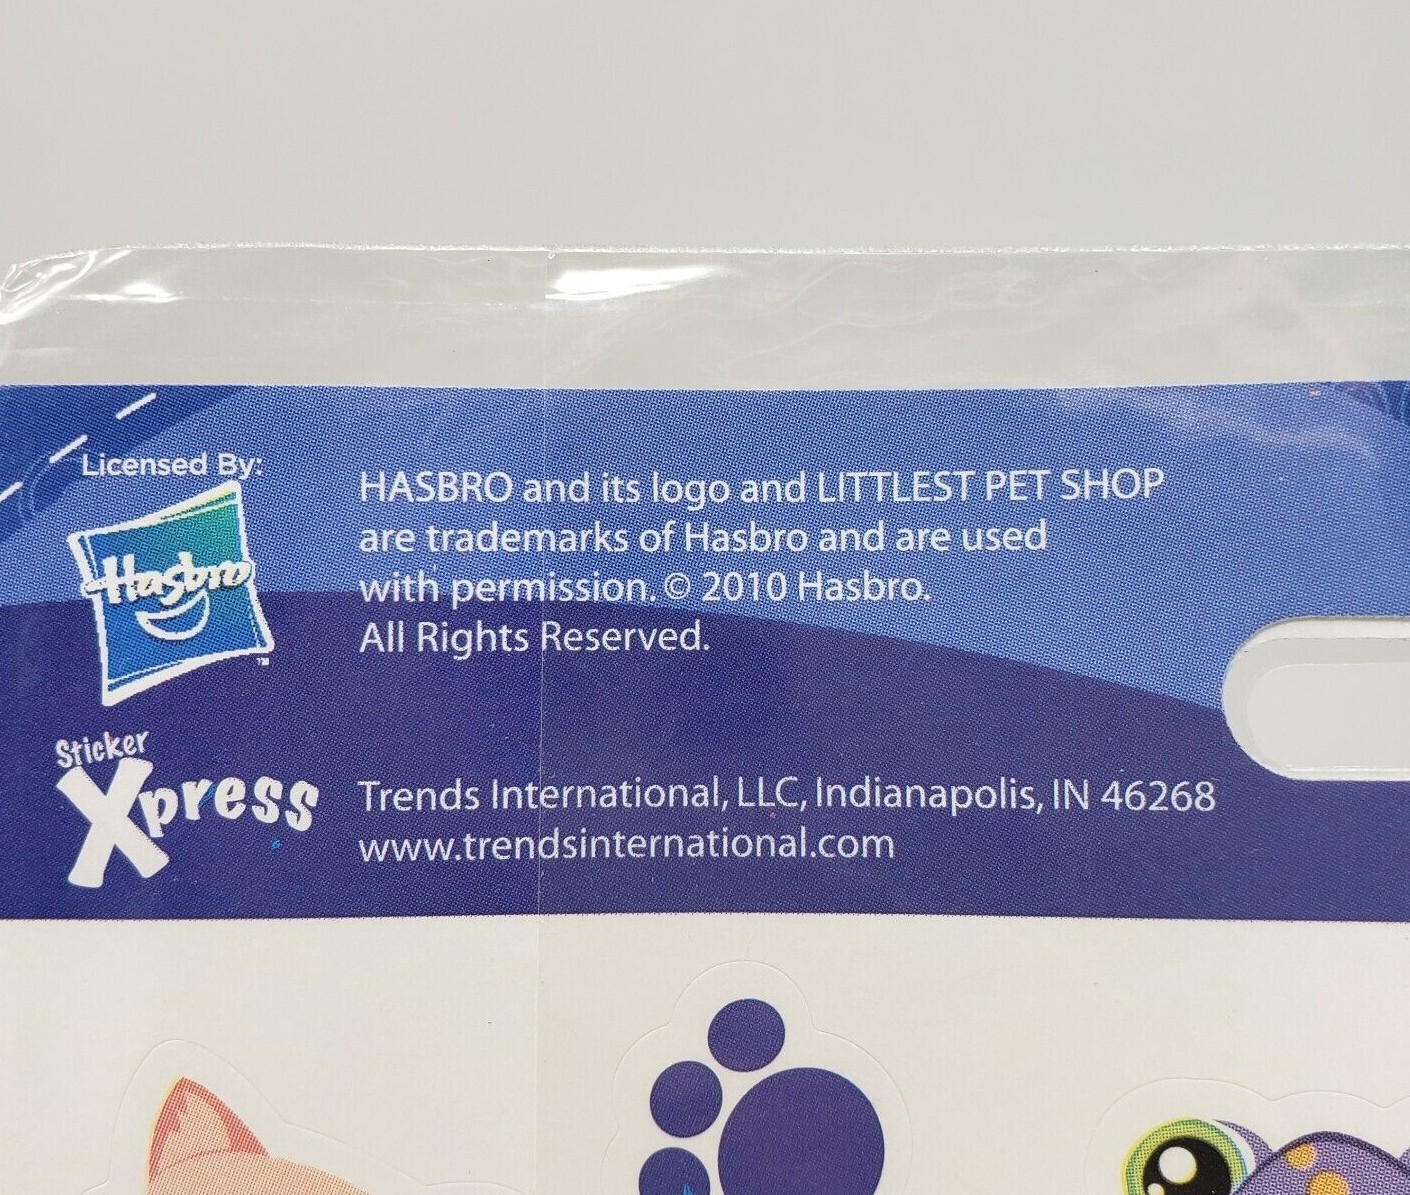 Licensed By:
Hasbro
TM
HASBRO and its logo and LITTLEST PET SHOP
are trademarks of Hasbro and are used
with permission. © 2010 Hasbro.
All Rights Reserved.
Sticker
Xpress
Trends International, LLC, Indianapolis, IN 46268
www.trendsinternational.com